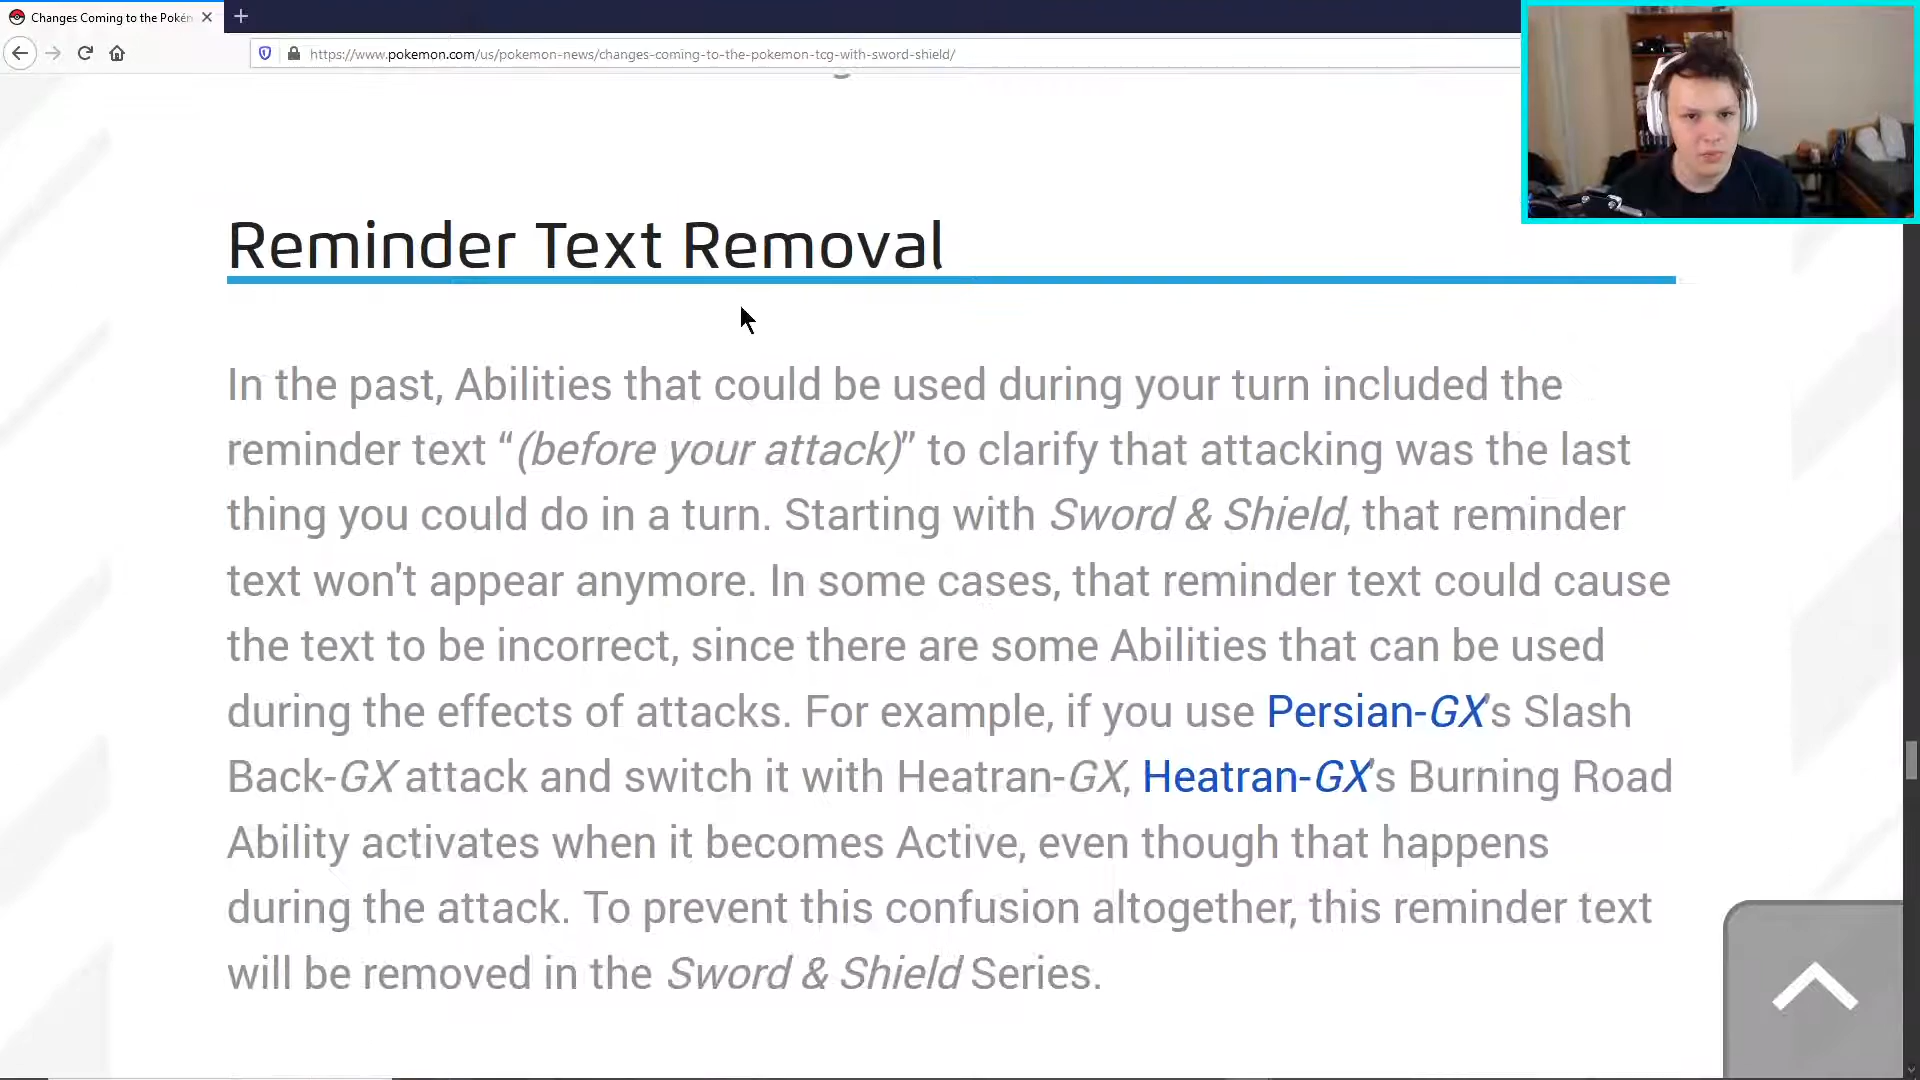 Changes Coming to the Pokén
https://www.pokemon.com/us/pokemon-news/changes-coming-to-the-pokemon-tcg-with-sword-shield/
Reminder Text Removal
In the past, Abilities that could be used during your turn included the
reminder text “(before your attack)” to clarify that attacking was the last
thing you could do in a turn. Starting with Sword & Shield, that reminder
text won't appear anymore. In some cases, that reminder text could cause
the text to be incorrect, since there are some Abilities that can be used
during the effects of attacks. For example, if you use Persian-GX's Slash
Back-GX attack and switch it with Heatran-GX, Heatran-GX's Burning Road
Ability activates when it becomes Active, even though that happens
during the attack. To prevent this confusion altogether, this reminder text
will be removed in the Sword & Shield Series.